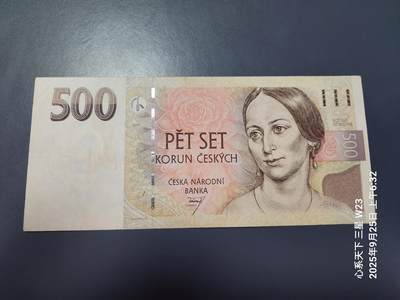 500
PĚT SET
KORUN ČESKÝCH
ČESKÁ NÁRODNÍ
BANKA
500
心系天下 三星 W23
2025年9月25日 上午6:32